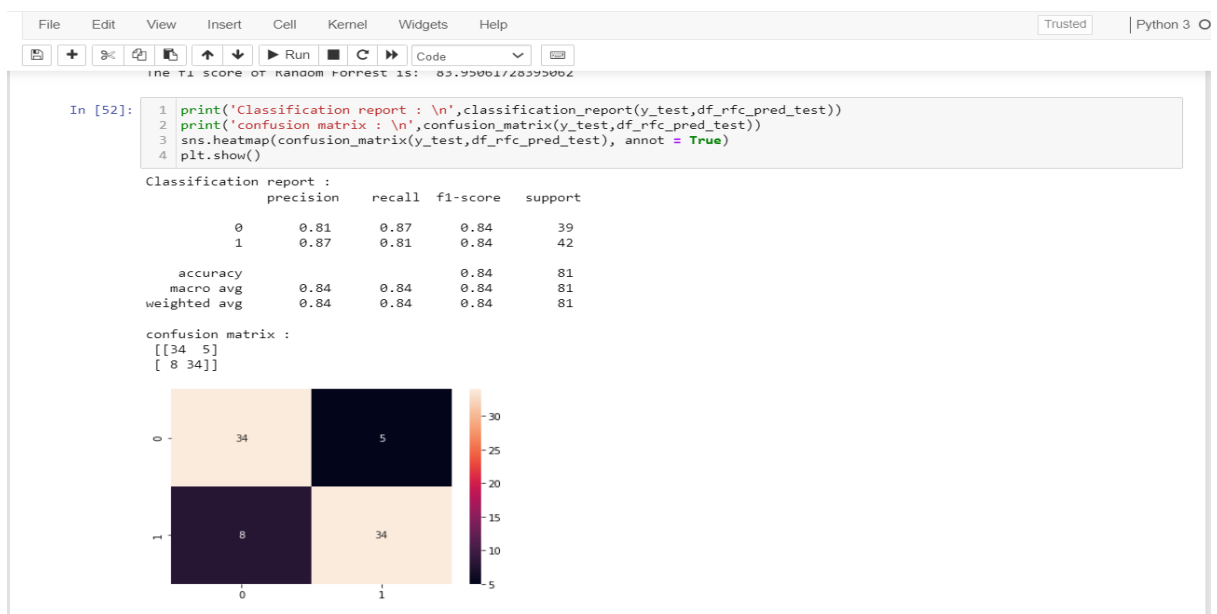 File Edit View Insert Cell Kernel Widgets Help Trusted Python 3
Run Code
The f1 score of Random Forrest is: 83.95061728395062
In [52]:
1 print('Classification report : \n',classification_report(y_test,df_rfc_pred_test))
2 print('confusion matrix : \n',confusion_matrix(y_test,df_rfc_pred_test))
3 sns.heatmap(confusion_matrix(y_test,df_rfc_pred_test), annot = True)
4 plt.show()
Classification report :
precision recall f1-score support
0 0.81 0.87 0.84 39
1 0.87 0.81 0.84 42
accuracy 0.84 81
macro avg 0.84 0.84 0.84 81
weighted avg 0.84 0.84 0.84 81
confusion matrix :
[[34 5]
[ 8 34]]
30
0 34 5
25
20
15
1 8 34
10
5
0 1